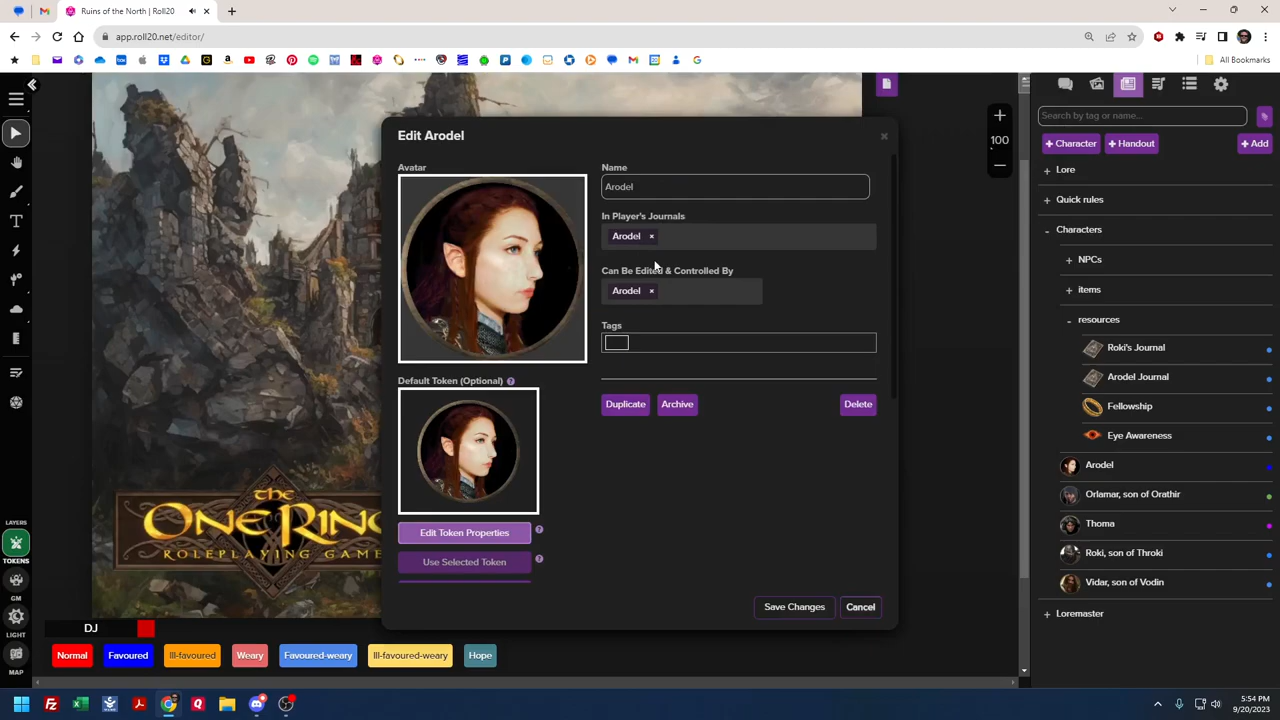 Ruins of the North | Roll20
app.roll20.net/editor/
All Bookmarks
Search by tag or name...
+ Character
+ Handout
+ Add
100
Edit Arodel
Avatar
Name
Arodel
In Player's Journals
Arodel ×
Can Be Edited & Controlled By
Arodel ×
Tags
Duplicate
Archive
Delete
Default Token (Optional)
Edit Token Properties
Use Selected Token
Save Changes
Cancel
Lore
Quick rules
Characters
NPCs
items
resources
Roki's Journal
Arodel Journal
Fellowship
Eye Awareness
Arodel
Orlamar, son of Orathir
Thoma
Roki, son of Throki
Vidar, son of Vodin
Loremaster
the
ONE RING
ROLEPLAYING GAME
LAYERS
TOKENS
GM
LIGHT
MAP
DJ
Normal
Favoured
Ill-favoured
Weary
Favoured-weary
Ill-favoured-weary
Hope
5:54 PM
9/20/2023